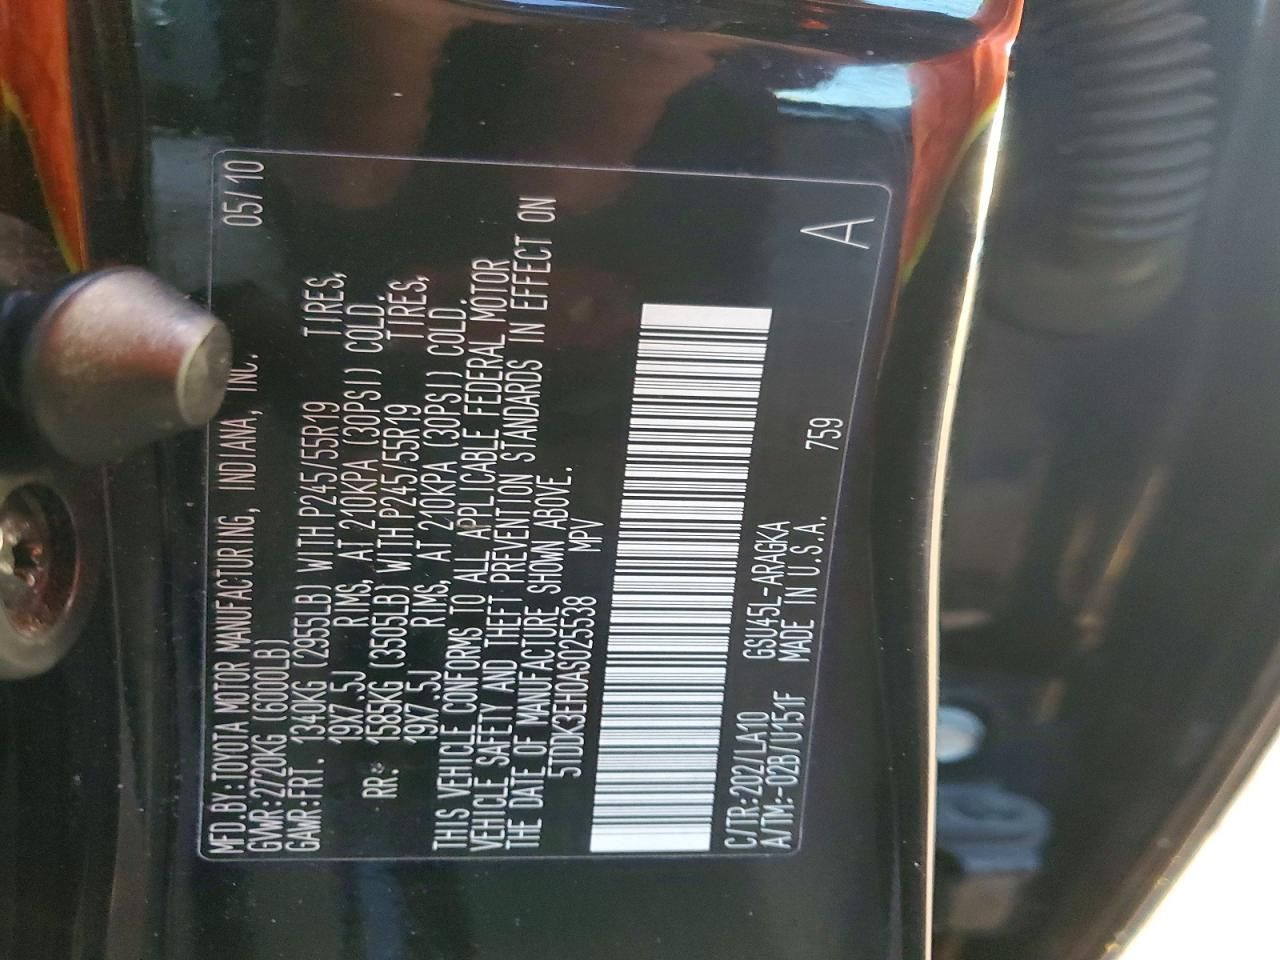 MFD.BY:TOYOTA MOTOR MANUFACTURING, INDIANA, INC. 05/10
GVWR:2720KG (6000LB)
GAWR:FRT. 1340KG (2955LB) WITH P245/55R19 TIRES,
19X7.5J RIMS, AT 210KPA (30PSI) COLD.
RR. 1585KG (3505LB) WITH P245/55R19 TIRES,
19X7.5J RIMS, AT 210KPA (30PSI) COLD.
THIS VEHICLE CONFORMS TO ALL APPLICABLE FEDERAL MOTOR
VEHICLE SAFETY AND THEFT PREVENTION STANDARDS IN EFFECT ON
THE DATE OF MANUFACTURE SHOWN ABOVE.
5TDDK3EH0AS025538 MPV
C/TR:202/LA10 GSU45L-ARAGKA
A/TM:-02B/U151F MADE IN U.S.A. 759
A